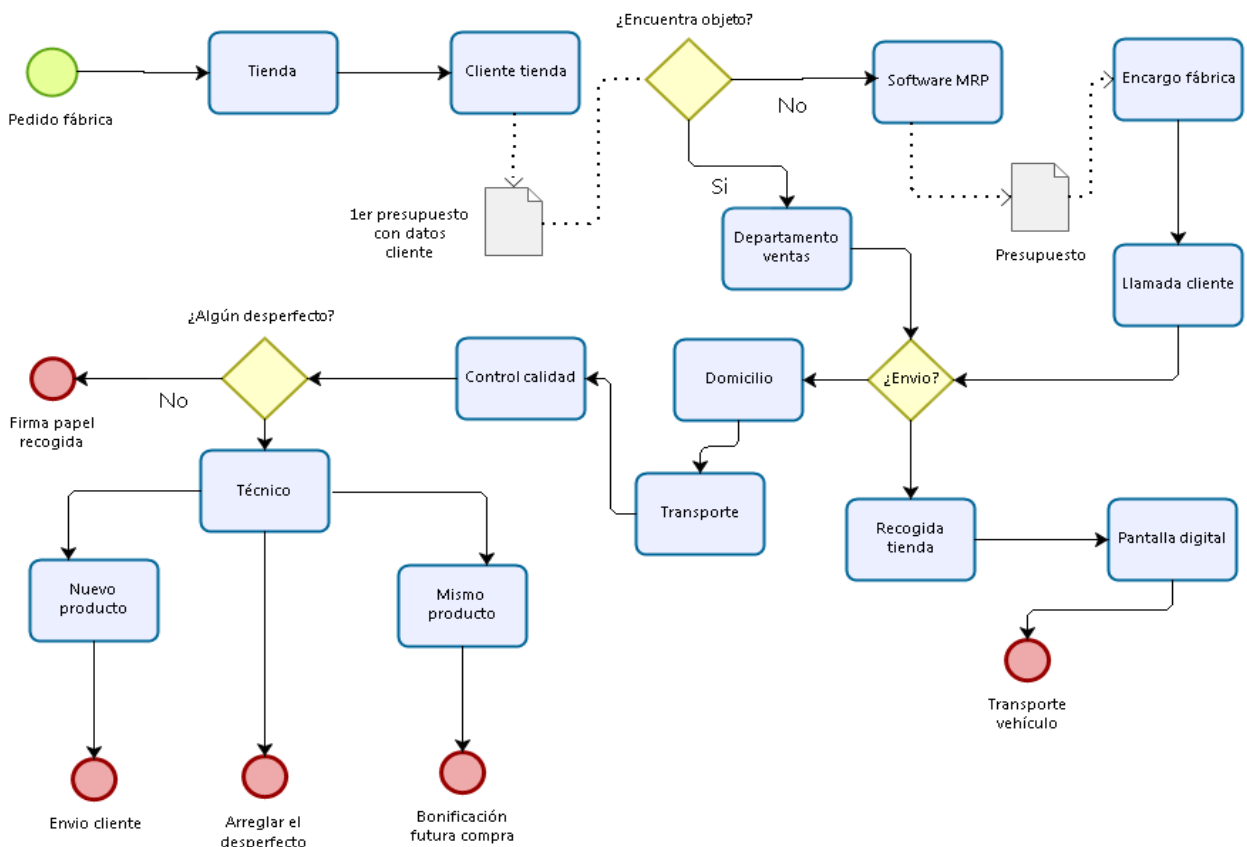 ¿Encuentra objeto?
Pedido fábrica
Tienda
Cliente tienda
No
Software MRP
Encargo fábrica
1er presupuesto
con datos
cliente
Si
Departamento
ventas
Presupuesto
Llamada cliente
¿Algún desperfecto?
Firma papel
recogida
No
Control calidad
Domicilio
¿Envio?
Técnico
Transporte
Recogida
tienda
Pantalla digital
Nuevo
producto
Mismo
producto
Transporte
vehículo
Envio cliente
Arreglar el
desperfecto
Bonificación
futura compra